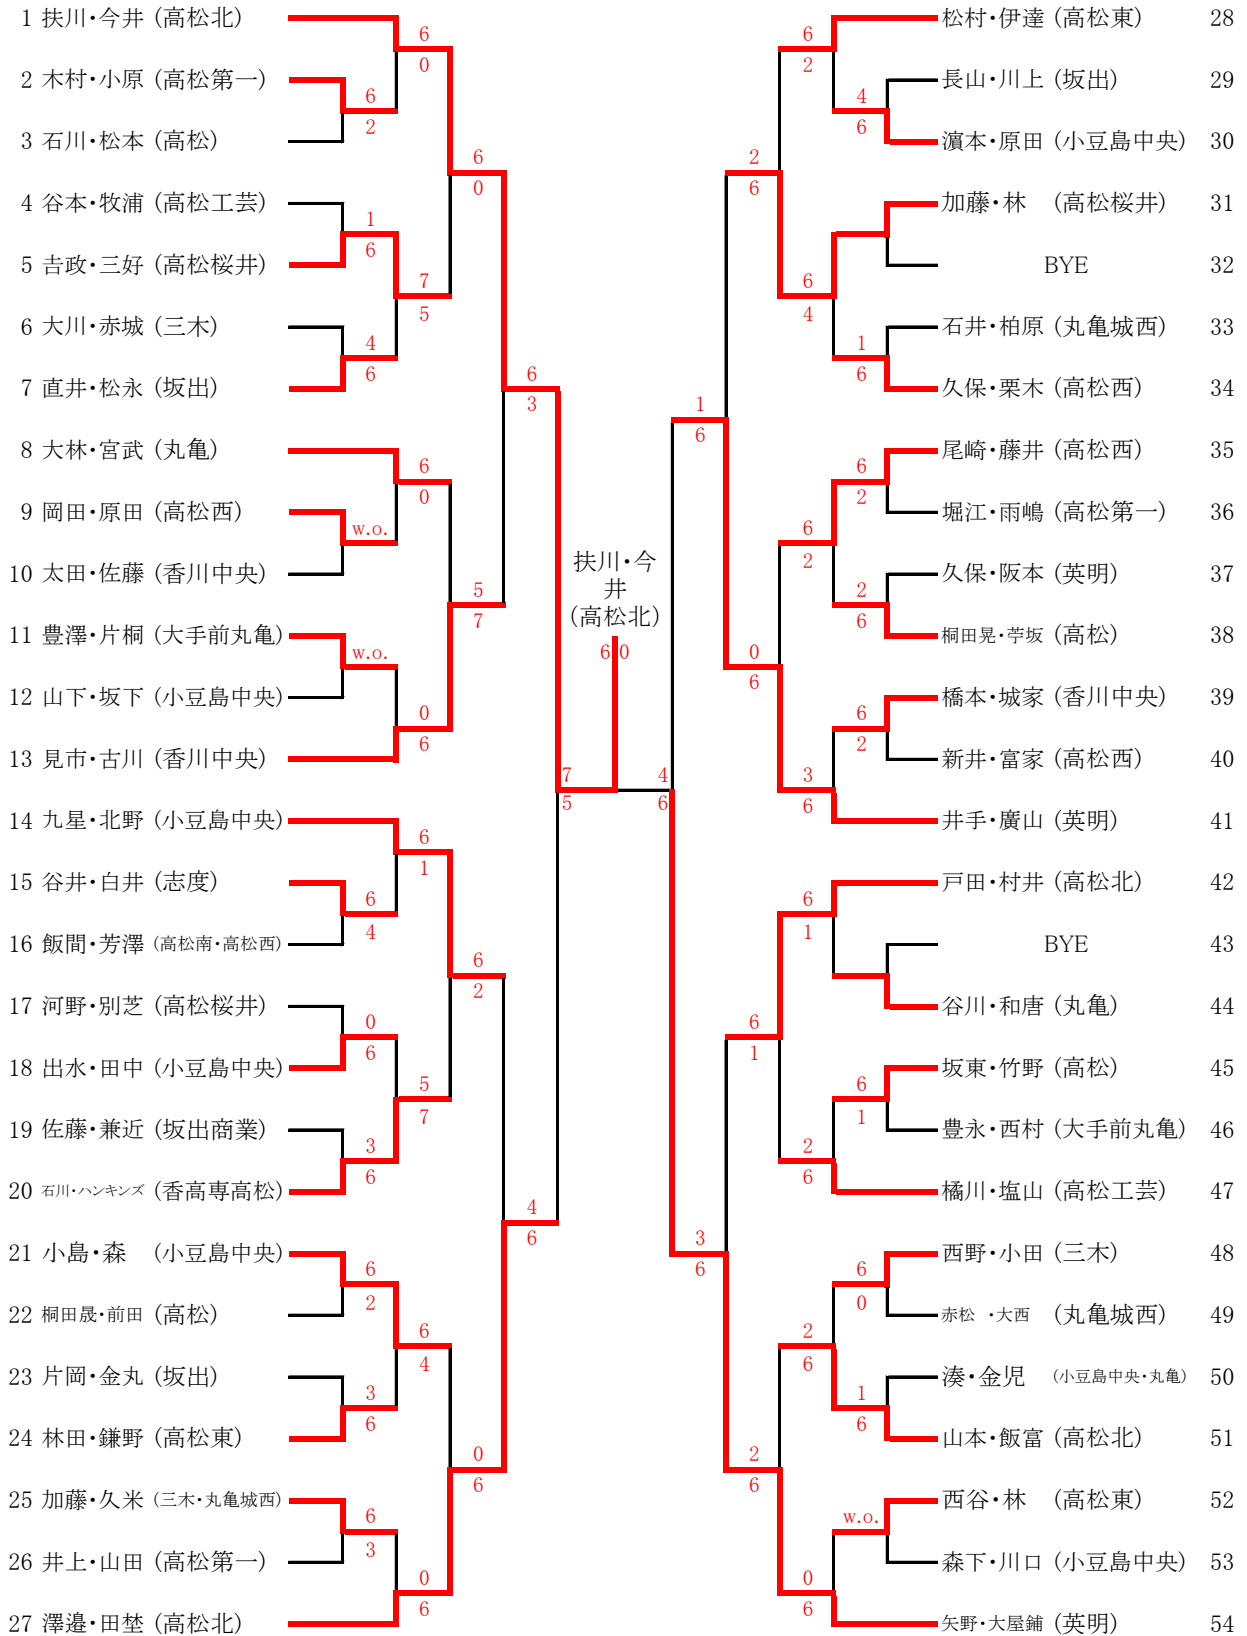 1 扶川・今井 (高松北)
2 木村・小原 (高松第一)
3 石川・松本 (高松)
4 谷本・牧浦 (高松工芸)
5 吉政・三好 (高松桜井)
6 大川・赤城 (三木)
7 直井・松永 (坂出)
8 大林・宮武 (丸亀)
9 岡田・原田 (高松西)
10 太田・佐藤 (香川中央)
11 豊澤・片桐 (大手前丸亀)
12 山下・坂下 (小豆島中央)
13 見市・古川 (香川中央)
14 九星・北野 (小豆島中央)
15 谷井・白井 (志度)
16 飯間・芳澤 (高松南・高松西)
17 河野・別芝 (高松桜井)
18 出水・田中 (小豆島中央)
19 佐藤・兼近 (坂出商業)
20 石川・ハンキンズ (香高専高松)
21 小島・森 (小豆島中央)
22 桐田晟・前田 (高松)
23 片岡・金丸 (坂出)
24 林田・鎌野 (高松東)
25 加藤・久米 (三木・丸亀城西)
26 井上・山田 (高松第一)
27 澤邉・田埜 (高松北)
6
2
1
6
4
6
w.o.
w.o.
6
4
0
6
3
6
6
2
3
6
6
3
6
0
7
5
6
0
0
6
6
1
5
7
6
4
0
6
6
0
5
7
6
2
0
6
6
3
4
6
7
5
扶川・今
井
(高松北)
6 0
4
6
1
6
3
6
2
6
0
6
6
1
2
6
6
2
6
4
6
2
3
6
6
1
2
6
2
6
0
6
4
6
1
6
6
2
2
6
6
2
6
1
6
0
1
6
w.o.
松村・伊達 (高松東) 28
長山・川上 (坂出) 29
濵本・原田 (小豆島中央) 30
加藤・林 (高松桜井) 31
BYE 32
石井・柏原 (丸亀城西) 33
久保・栗木 (高松西) 34
尾崎・藤井 (高松西) 35
堀江・雨嶋 (高松第一) 36
久保・阪本 (英明) 37
桐田晃・苧坂 (高松) 38
橋本・城家 (香川中央) 39
新井・富家 (高松西) 40
井手・廣山 (英明) 41
戸田・村井 (高松北) 42
BYE 43
谷川・和唐 (丸亀) 44
坂東・竹野 (高松) 45
豊永・西村 (大手前丸亀) 46
橘川・塩山 (高松工芸) 47
西野・小田 (三木) 48
赤松 ・大西 (丸亀城西) 49
湊・金児 (小豆島中央・丸亀) 50
山本・飯富 (高松北) 51
西谷・林 (高松東) 52
森下・川口 (小豆島中央) 53
矢野・大屋鋪 (英明) 54